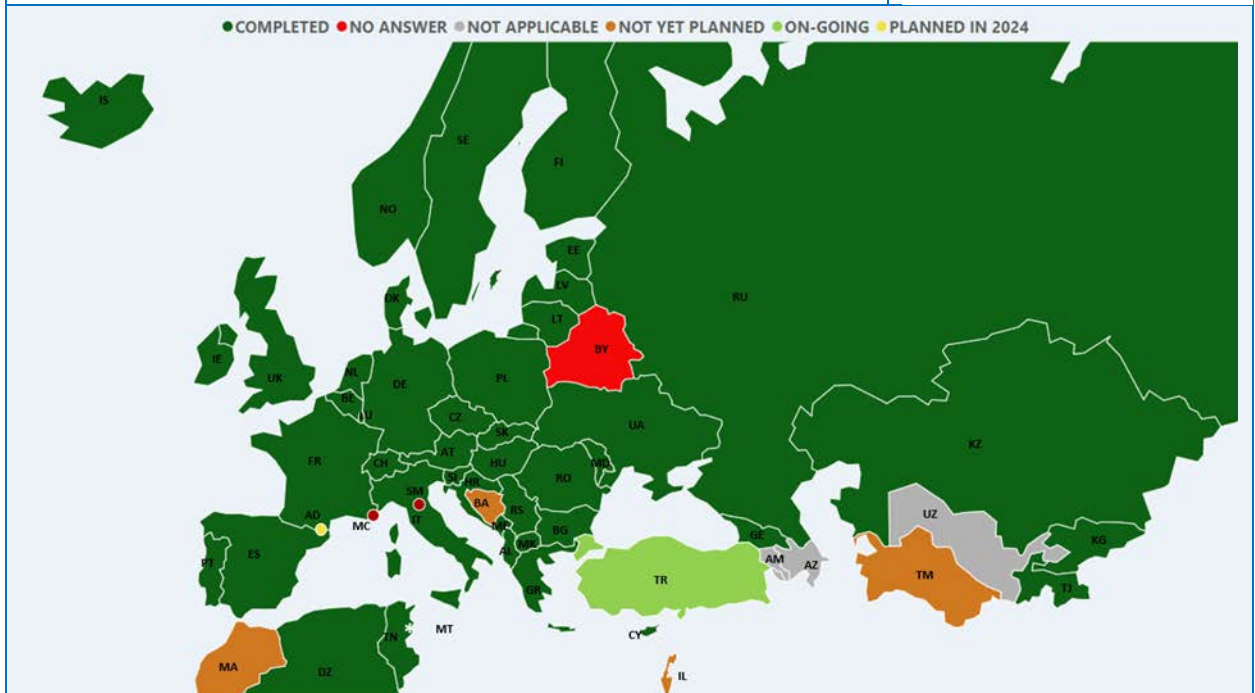 COMPLETED NO ANSWER NOT APPLICABLE NOT YET PLANNED ON-GOING PLANNED IN 2024
IS
SE
FI
NO
EE
RU
LV
DK
LT
BY
IE
NL
UK
DE
PL
BE
CZ
UA
SK
KZ
FR
CH
AT
HU
MD
RO
SI
HR
SM
BA
RS
UZ
AD
MC
IT
BG
MK
GE
KG
AL
ES
PT
AM
AZ
TM
TR
TJ
GR
MT
CY
TN
MA
DZ
IL